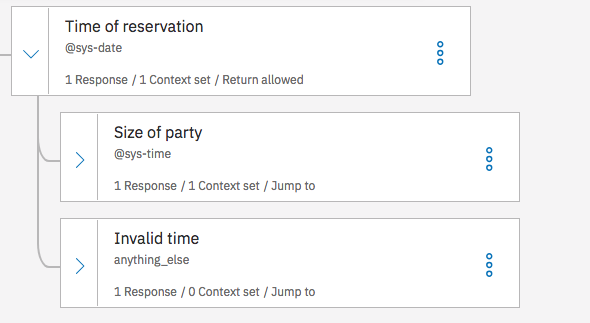 Time of reservation
@sys-date
1 Response / 1 Context set / Return allowed
Size of party
@sys-time
1 Response / 1 Context set / Jump to
Invalid time
anything_else
1 Response / 0 Context set / Jump to